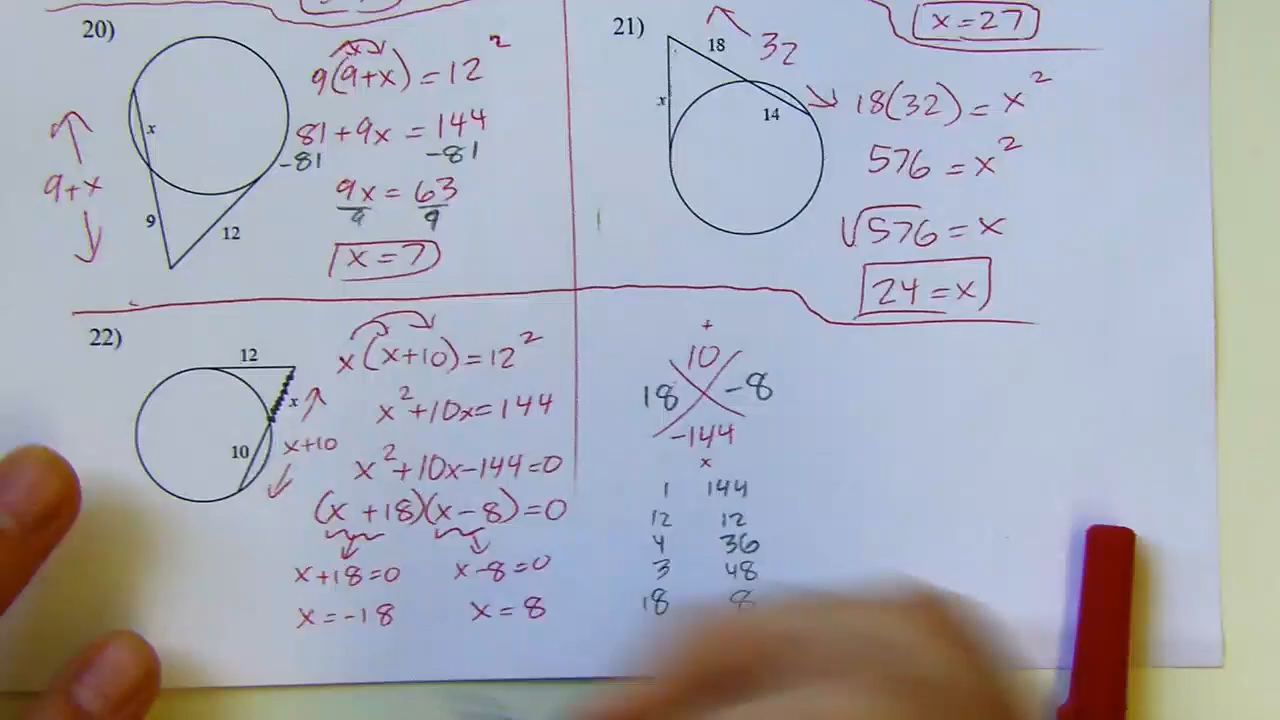 20)
x
9
12
9+x
9(9+x) = 12²
81 + 9x = 144
-81 -81
9x = 63
9 9
x = 7
21)
18
32
x
14
x = 27
18(32) = x²
576 = x²
√576 = x
24 = x
22)
12
x
10
x+10
x(x+10) = 12²
x² + 10x = 144
x² + 10x - 144 = 0
(x + 18)(x - 8) = 0
x + 18 = 0 x - 8 = 0
x = -18 x = 8
+
10
18 -8
-144
x
1 144
12 12
4 36
3 48
18 8